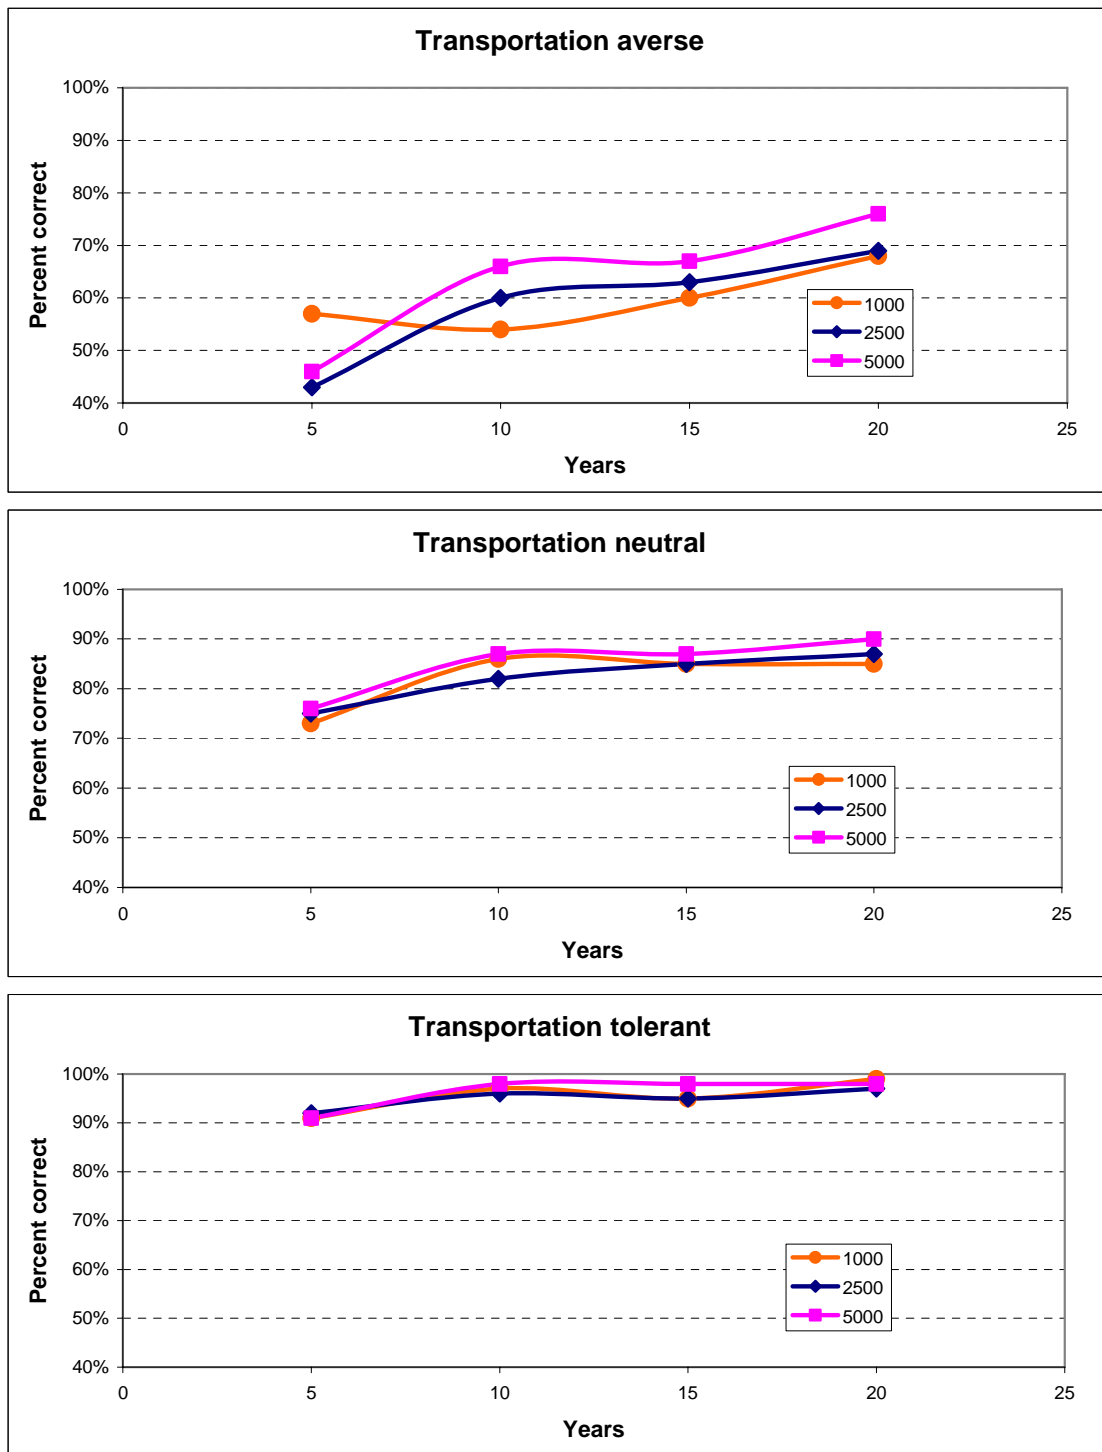 Transportation averse
100%
90%
80%
70%
60%
50%
40%
Percent correct
0 5 10 15 20 25
Years
1000
2500
5000
Transportation neutral
100%
90%
80%
70%
60%
50%
40%
Percent correct
0 5 10 15 20 25
Years
1000
2500
5000
Transportation tolerant
100%
90%
80%
70%
60%
50%
40%
Percent correct
0 5 10 15 20 25
Years
1000
2500
5000